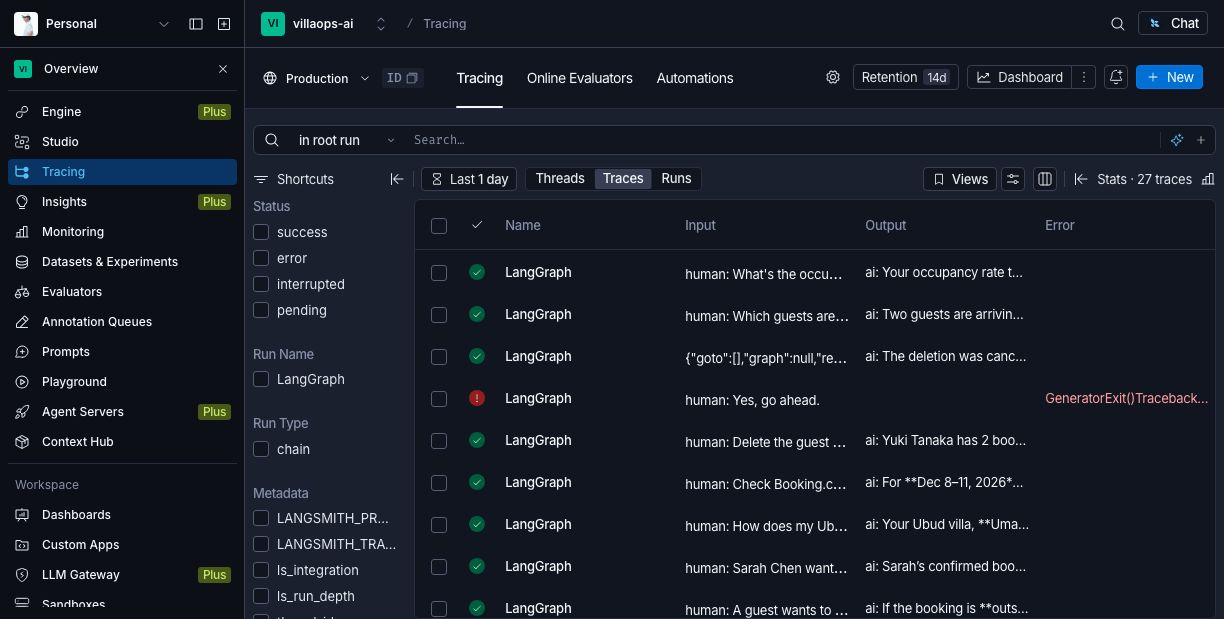 Personal
VI villaops-ai / Tracing
Chat
VI Overview
Production
ID
Tracing
Online Evaluators
Automations
Retention 14d
Dashboard
New
Engine Plus
Studio
Tracing
Insights Plus
Monitoring
Datasets & Experiments
Evaluators
Annotation Queues
Prompts
Playground
Agent Servers Plus
Context Hub
Workspace
Dashboards
Custom Apps
LLM Gateway Plus
Sandboxes
in root run
Search...
Shortcuts
Status
success
error
interrupted
pending
Run Name
LangGraph
Run Type
chain
Metadata
LANGSMITH_PR...
LANGSMITH_TRA...
ls_integration
ls_run_depth
Last 1 day
Threads Traces Runs
Views
Stats · 27 traces
Name Input Output Error
LangGraph human: What's the occu... ai: Your occupancy rate t...
LangGraph human: Which guests are... ai: Two guests are arrivin...
LangGraph {"goto":[],"graph":null,"re... ai: The deletion was canc...
LangGraph human: Yes, go ahead. GeneratorExit()Traceback...
LangGraph human: Delete the guest ... ai: Yuki Tanaka has 2 boo...
LangGraph human: Check Booking.c... ai: For **Dec 8–11, 2026*...
LangGraph human: How does my Ub... ai: Your Ubud villa, **Uma...
LangGraph human: Sarah Chen want... ai: Sarah's confirmed boo...
LangGraph human: A guest wants to ... ai: If the booking is **outs...